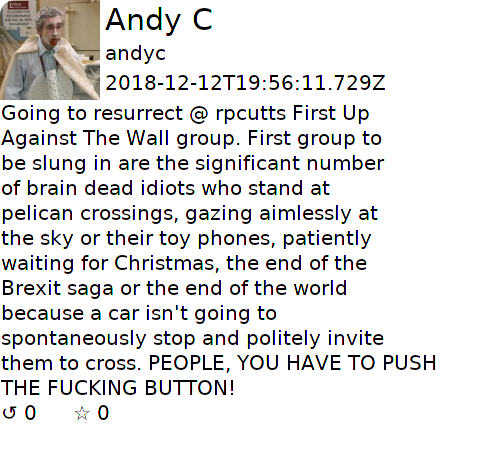 Andy C
andyc
2018-12-12T19:56:11.729Z
Going to resurrect @ rpcutts First Up
Against The Wall group. First group to
be slung in are the significant number
of brain dead idiots who stand at
pelican crossings, gazing aimlessly at
the sky or their toy phones, patiently
waiting for Christmas, the end of the
Brexit saga or the end of the world
because a car isn't going to
spontaneously stop and politely invite
them to cross. PEOPLE, YOU HAVE TO PUSH
THE FUCKING BUTTON!
↺ 0 ☆ 0